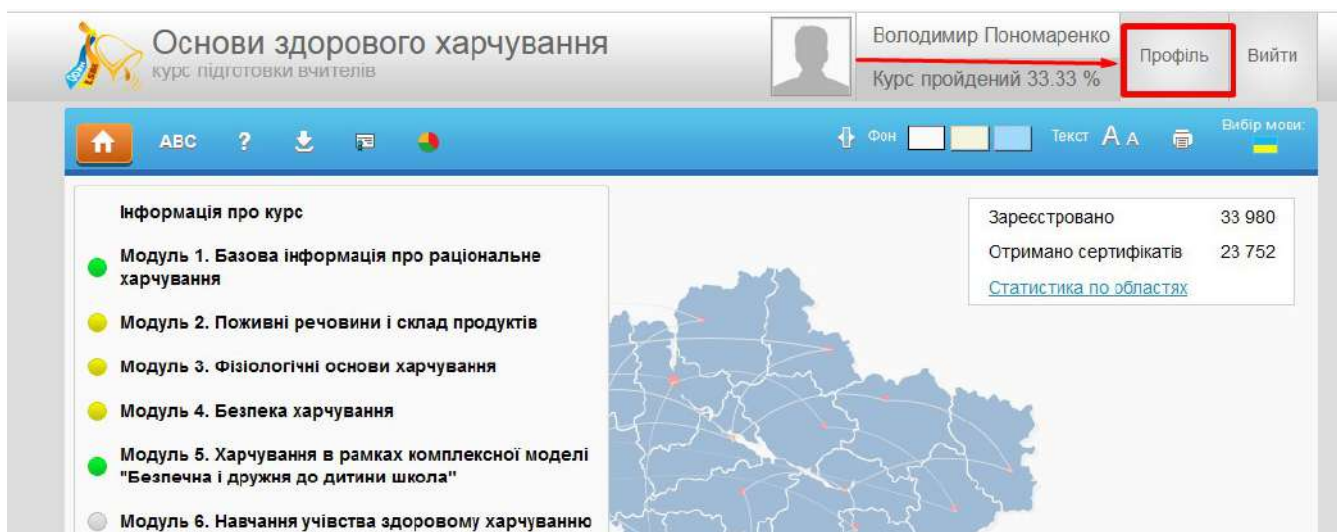 Основи здорового харчування
курс підготовки вчителів
Володимир Пономаренко
Курс пройдений 33.33 %
Профіль
Вийти
ABC
?
Фон
Текст A A
Вибір мови:
Інформація про курс
Модуль 1. Базова інформація про раціональне
харчування
Модуль 2. Поживні речовини і склад продуктів
Модуль 3. Фізіологічні основи харчування
Модуль 4. Безпека харчування
Модуль 5. Харчування в рамках комплексної моделі
"Безпечна і дружня до дитини школа"
Модуль 6. Навчання учівства здоровому харчуванню
Зареєстровано 33 980
Отримано сертифікатів 23 752
Статистика по областях